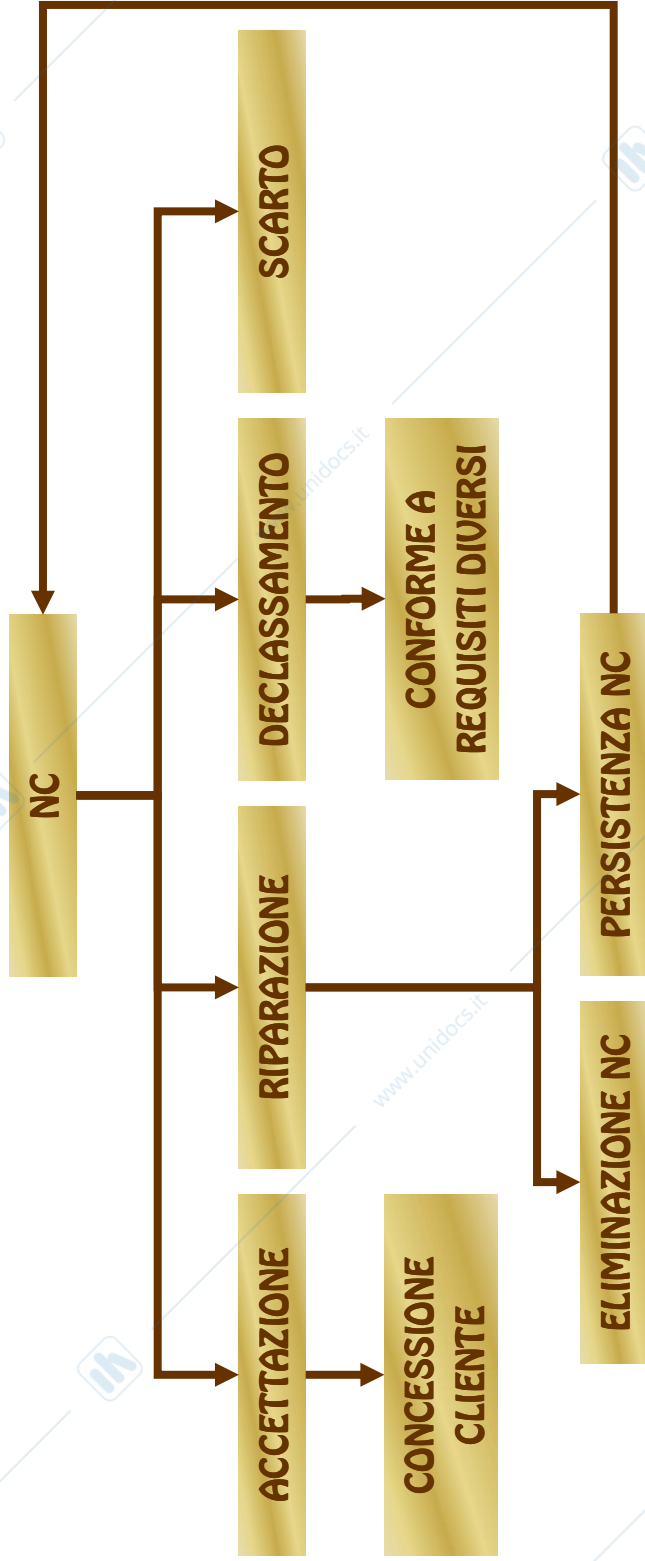 NC
ACCETTAZIONE
RIPARAZIONE
DECLASSAMENTO
SCARTO
CONCESSIONE
CLIENTE
CONFORME A
REQUISITI DIVERSI
ELIMINAZIONE NC
PERSISTENZA NC
www.unidocs.it
www.unidocs.it